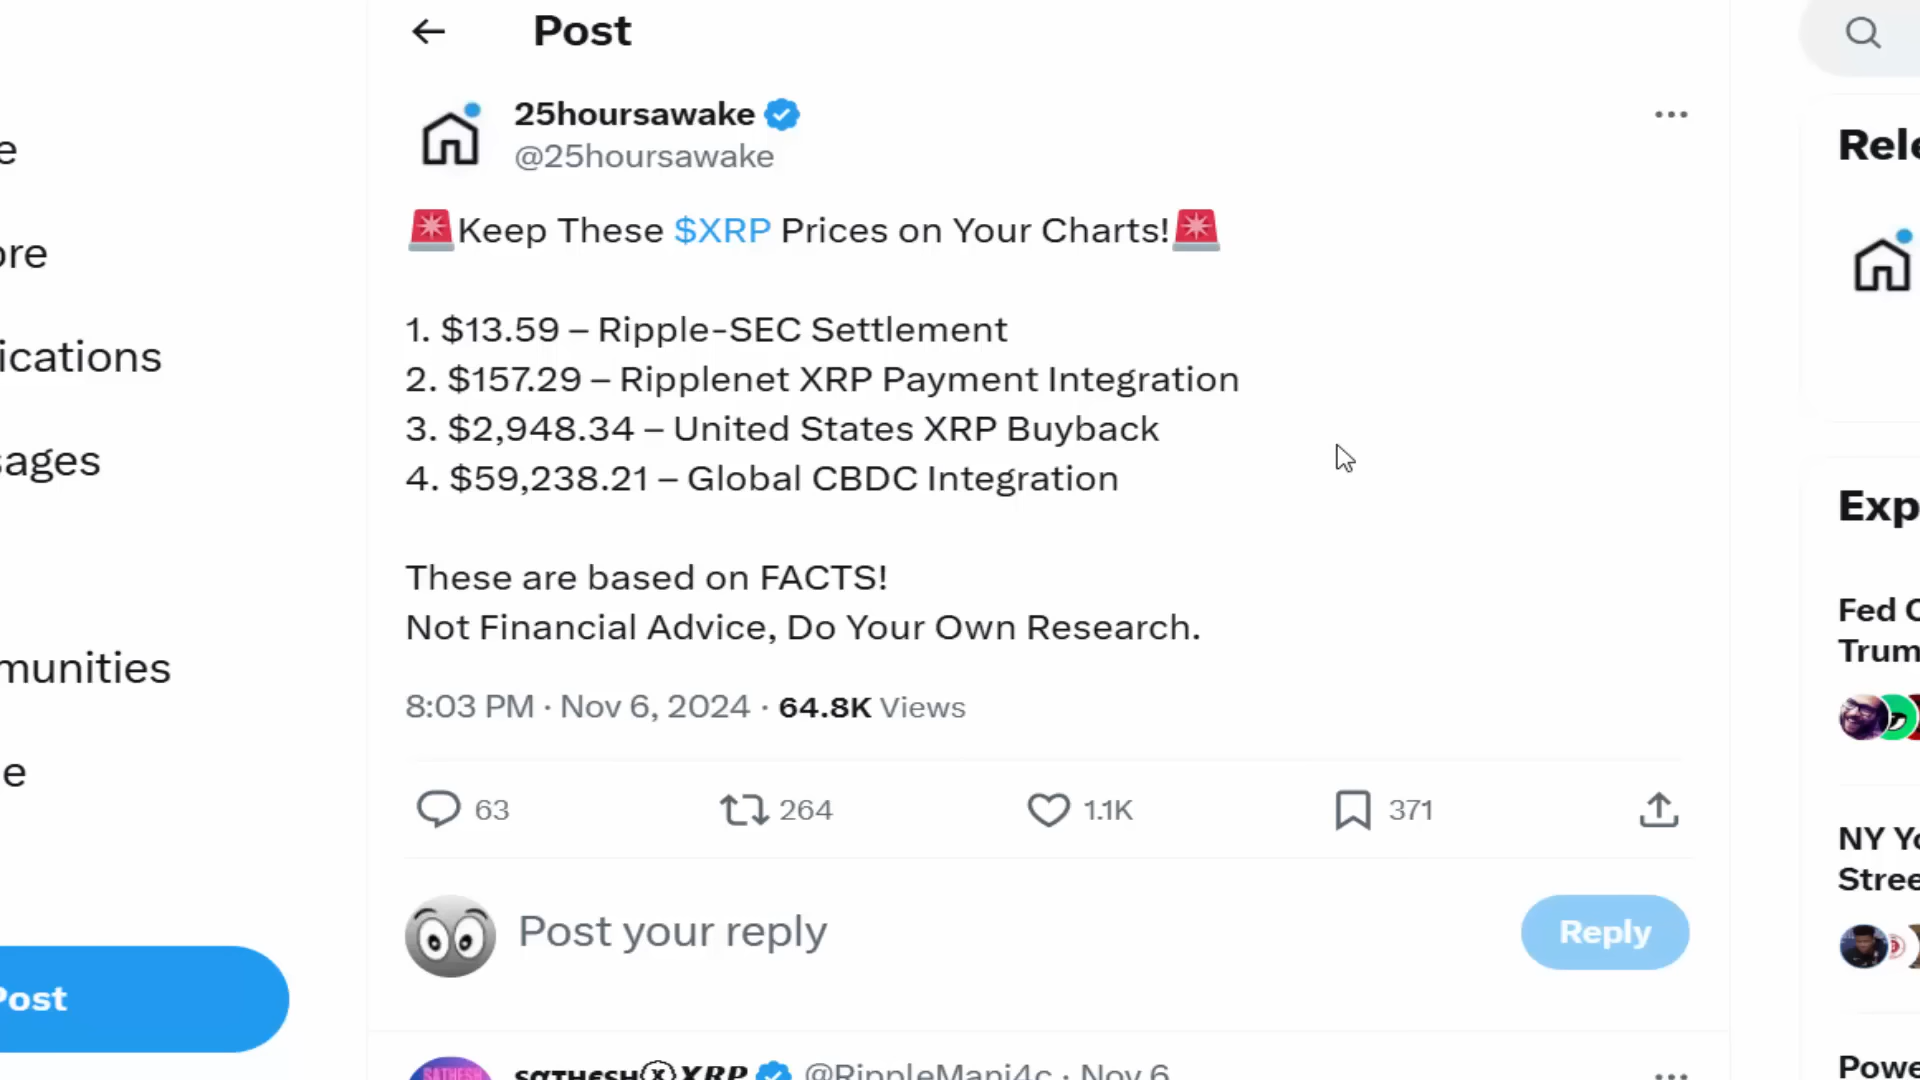 Post
25hoursawake
@25hoursawake
🚨Keep These $XRP Prices on Your Charts!🚨
1. $13.59 – Ripple-SEC Settlement
2. $157.29 – Ripplenet XRP Payment Integration
3. $2,948.34 – United States XRP Buyback
4. $59,238.21 – Global CBDC Integration
These are based on FACTS!
Not Financial Advice, Do Your Own Research.
8:03 PM · Nov 6, 2024 · 64.8K Views
63 264 1.1K 371
Post your reply
Reply
@RippleMani4c · Nov 6
e
ore
ications
sages
munities
e
Post
Rele
Exp
Fed C
Trum
NY Yo
Stree
Powe